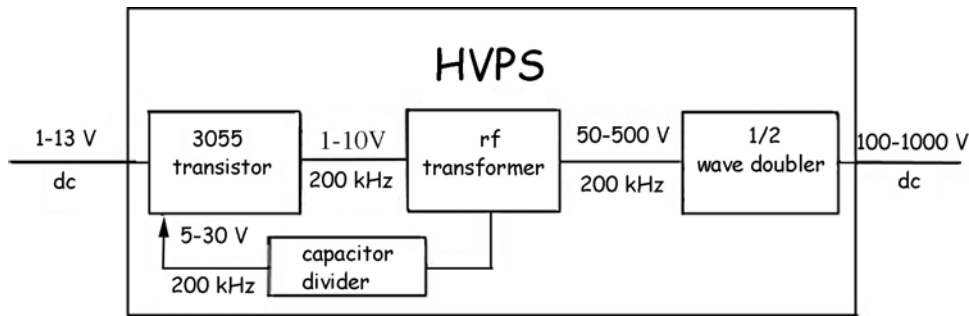 HVPS
1-13 V
dc
3055
transistor
1-10V
200 kHz
rf
transformer
50-500 V
200 kHz
1/2
wave doubler
100-1000 V
dc
5-30 V
200 kHz
capacitor
divider